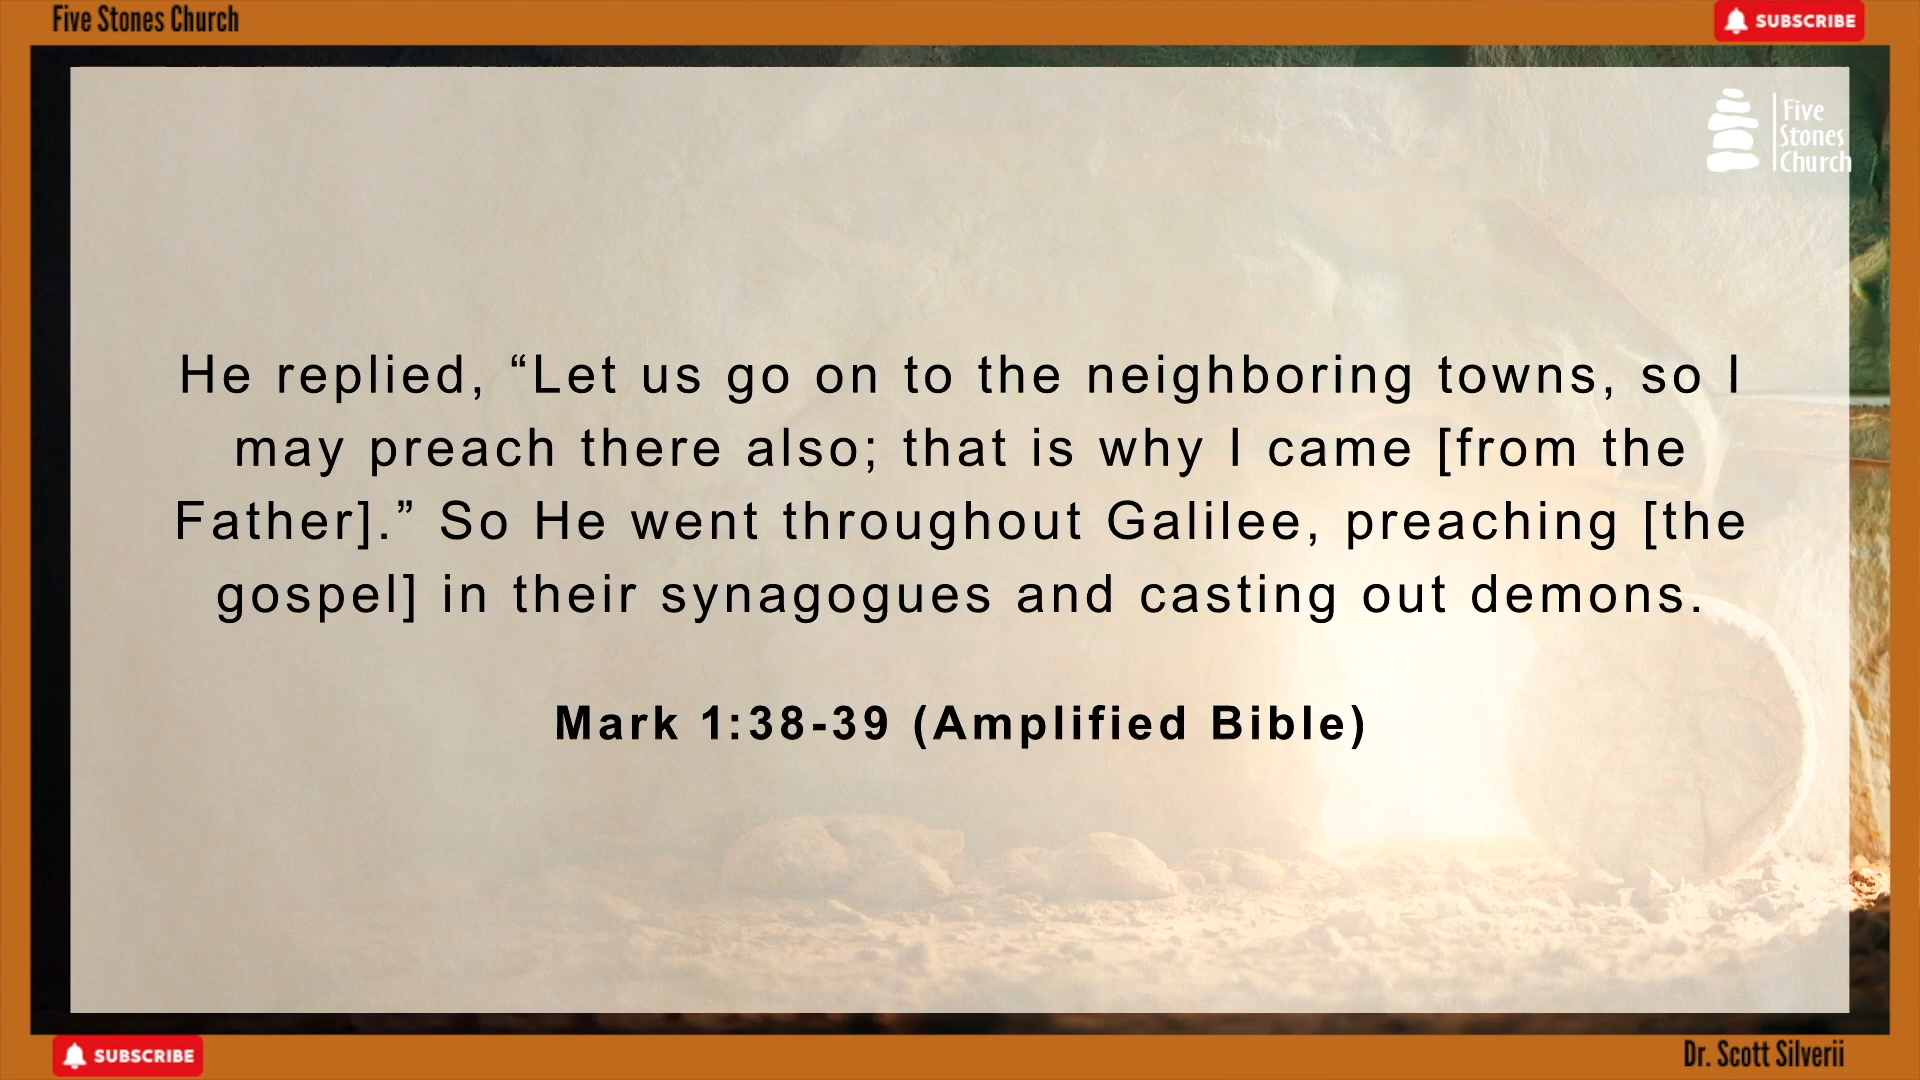 Five Stones Church
SUBSCRIBE
Five
Stones
Church
He replied, “Let us go on to the neighboring towns, so I
may preach there also; that is why I came [from the
Father].” So He went throughout Galilee, preaching [the
gospel] in their synagogues and casting out demons.
Mark 1:38-39 (Amplified Bible)
SUBSCRIBE
Dr. Scott Silverii